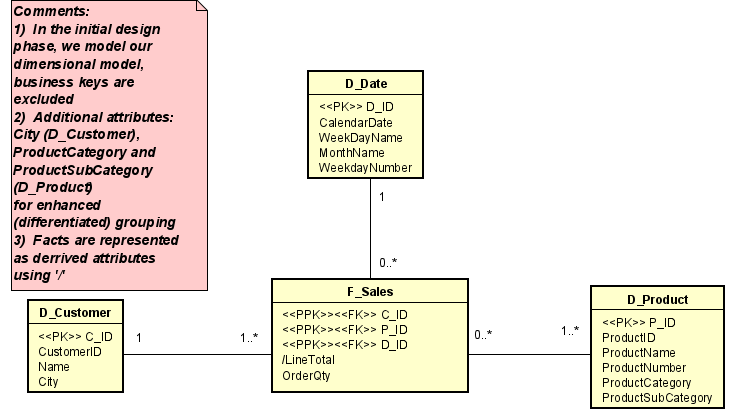 Comments:
1) In the initial design
phase, we model our
dimensional model,
business keys are
excluded
2) Additional attributes:
City (D_Customer),
ProductCategory and
ProductSubCategory
(D_Product)
for enhanced
(differentiated) grouping
3) Facts are represented
as derrived attributes
using '/'
D_Date
<<PK>> D_ID
CalendarDate
WeekDayName
MonthName
WeekdayNumber
1
0..*
D_Customer
<<PK>> C_ID
CustomerID
Name
City
1
1..*
F_Sales
<<PPK>><<FK>> C_ID
<<PPK>><<FK>> P_ID
<<PPK>><<FK>> D_ID
/LineTotal
OrderQty
0..*
1..*
D_Product
<<PK>> P_ID
ProductID
ProductName
ProductNumber
ProductCategory
ProductSubCategory